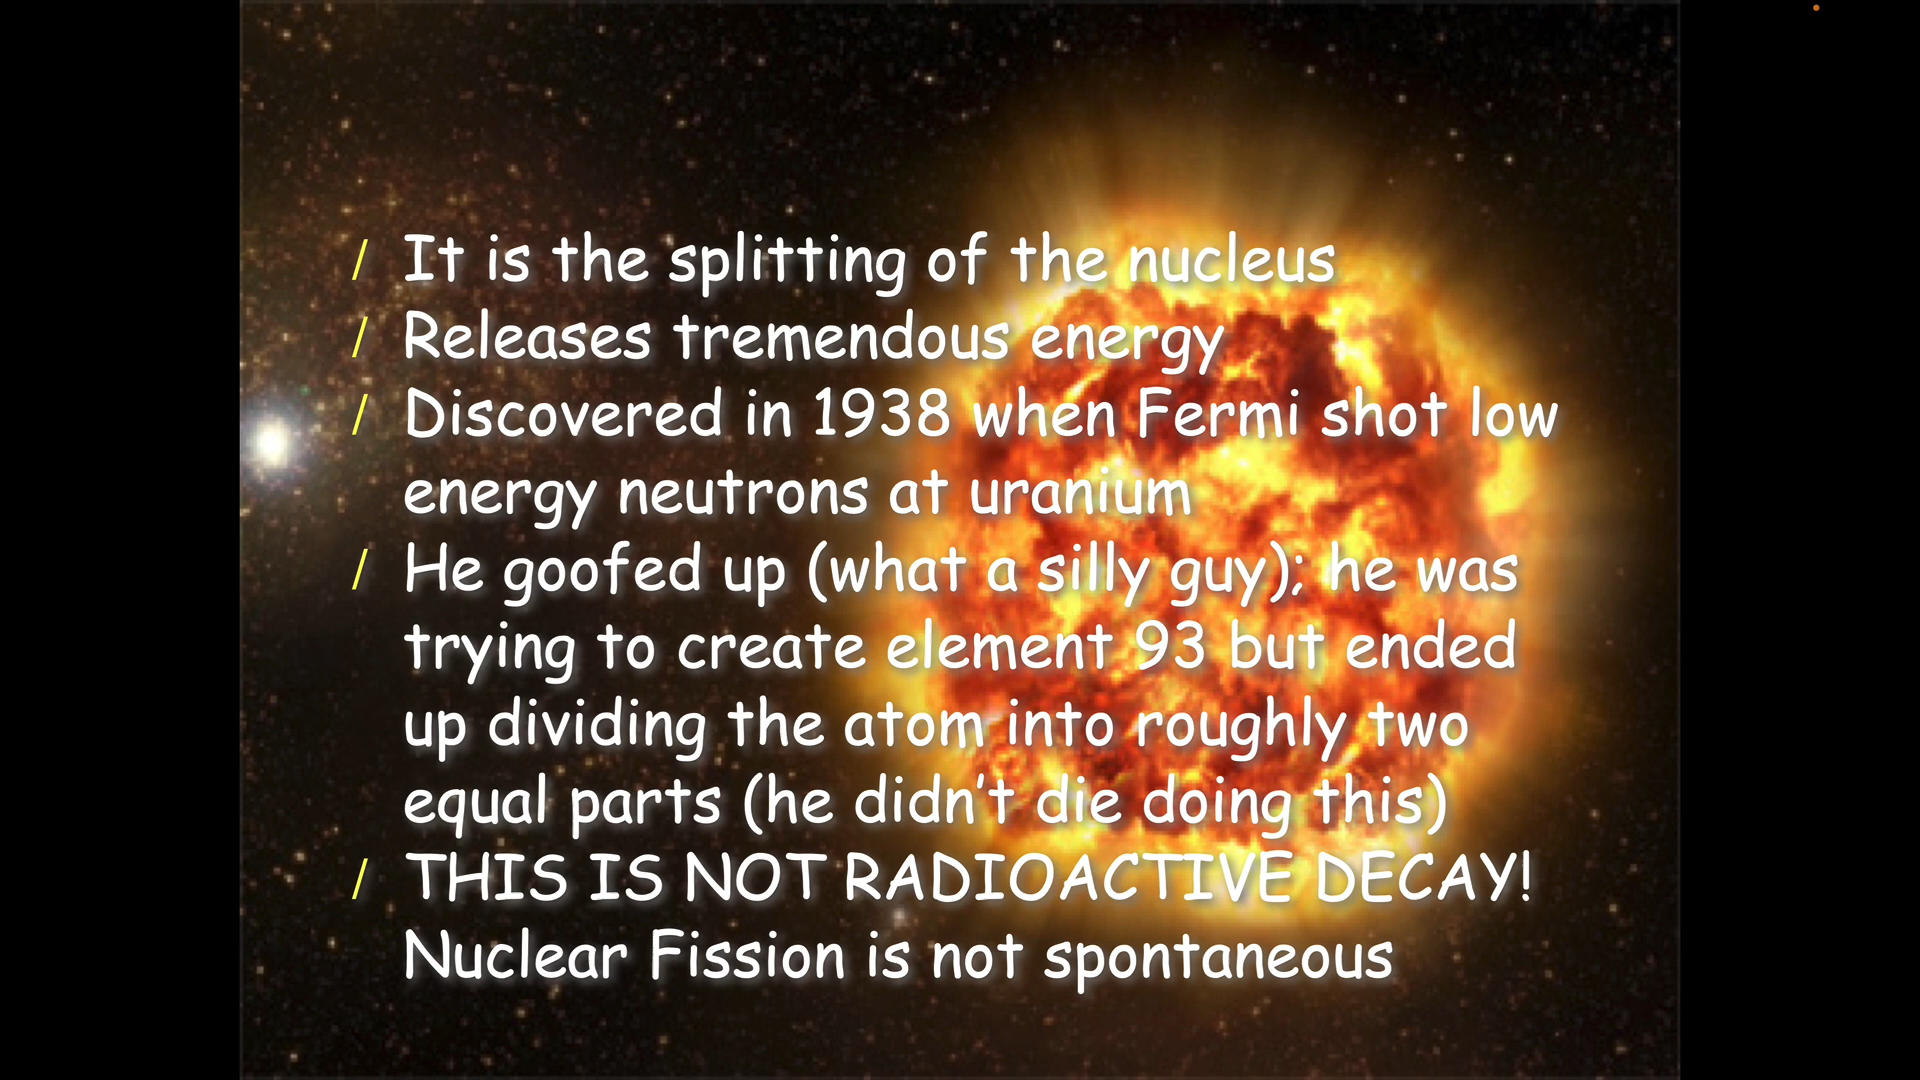 / It is the splitting of the nucleus
/ Releases tremendous energy
/ Discovered in 1938 when Fermi shot low
energy neutrons at uranium
/ He goofed up (what a silly guy); he was
trying to create element 93 but ended
up dividing the atom into roughly two
equal parts (he didn’t die doing this)
/ THIS IS NOT RADIOACTIVE DECAY!
Nuclear Fission is not spontaneous